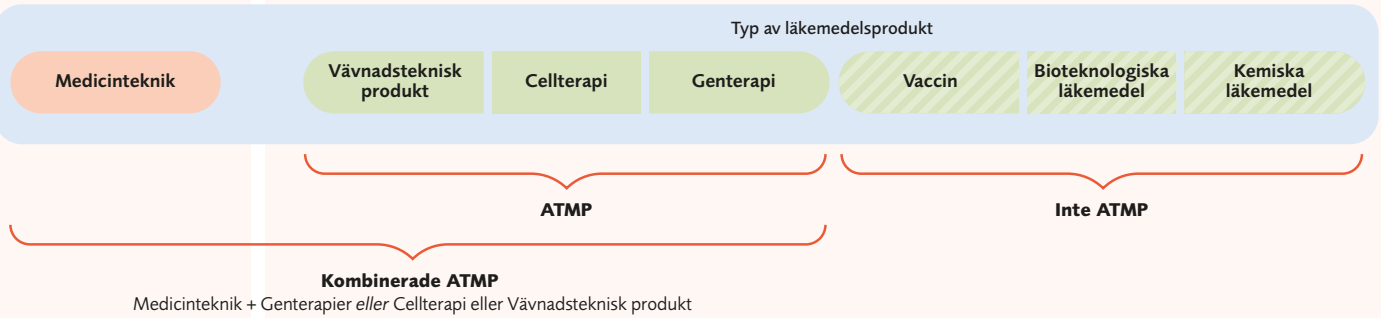 Typ av läkemedelsprodukt
Medicinteknik
Vävnadsteknisk
produkt
Cellterapi
Genterapi
Vaccin
Bioteknologiska
läkemedel
Kemiska
läkemedel
ATMP
Inte ATMP
Kombinerade ATMP
Medicinteknik + Genterapier eller Cellterapi eller Vävnadsteknisk produkt